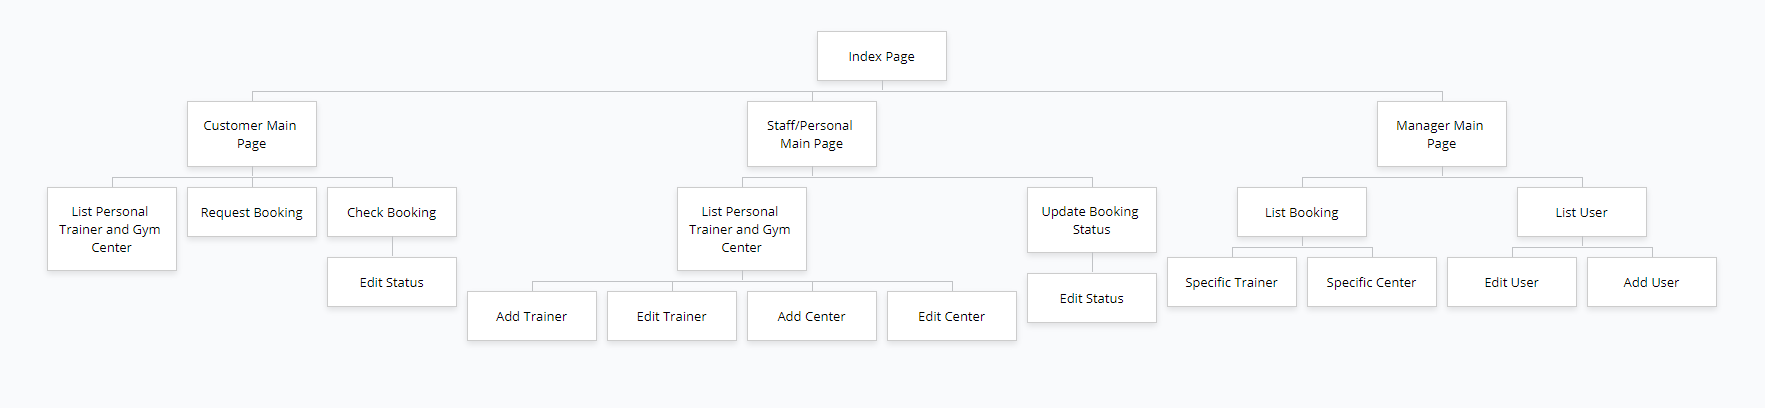 Index Page
Customer Main
Page
Staff/Personal
Main Page
Manager Main
Page
List Personal
Trainer and Gym
Center
Request Booking
Check Booking
List Personal
Trainer and Gym
Center
Update Booking
Status
List Booking
List User
Edit Status
Add Trainer
Edit Trainer
Add Center
Edit Center
Edit Status
Specific Trainer
Specific Center
Edit User
Add User